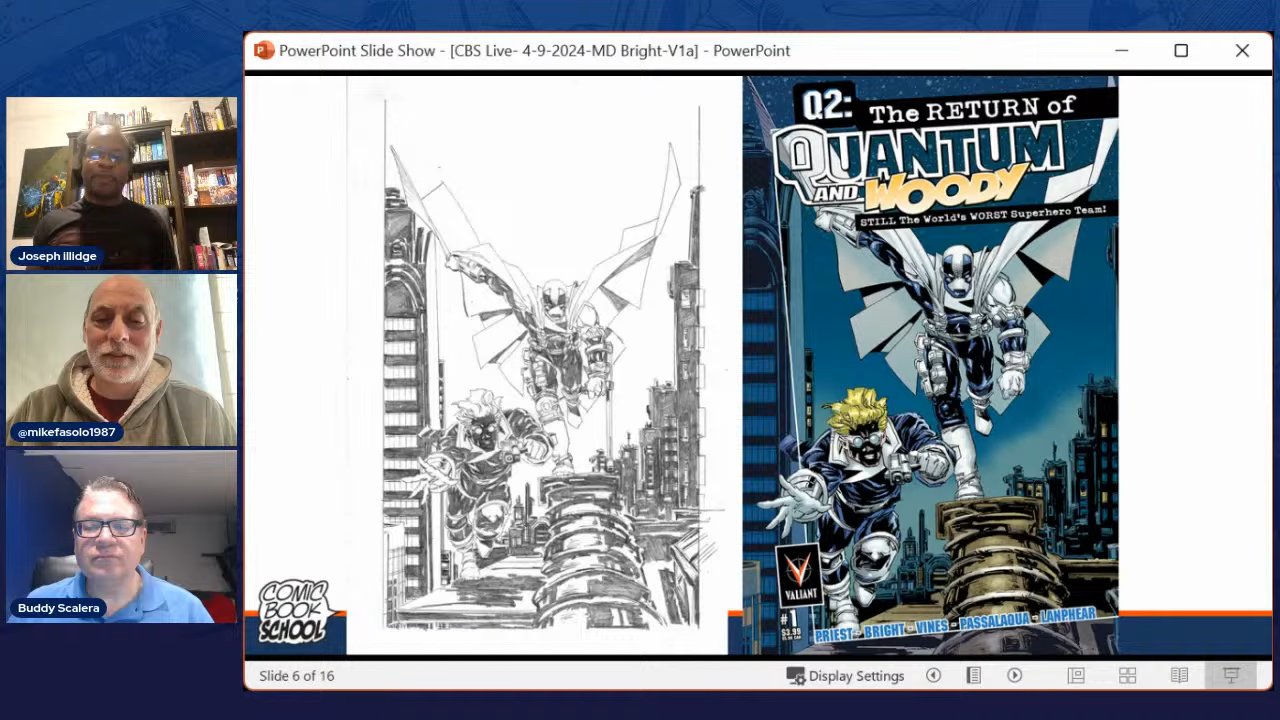 PowerPoint Slide Show - [CBS Live- 4-9-2024-MD Bright-V1a] - PowerPoint
Joseph illidge
@mikefasolo1987
Buddy Scalera
COMIC
BOOK
SCHOOL
Q2:
The RETURN of
QUANTUM
AND WOODY
STILL The World's WORST Superhero Team!
VALIANT
#1
$3.99
PRIEST - BRIGHT - VINES - PASSALAQUA - LANPHEAR
Slide 6 of 16
Display Settings